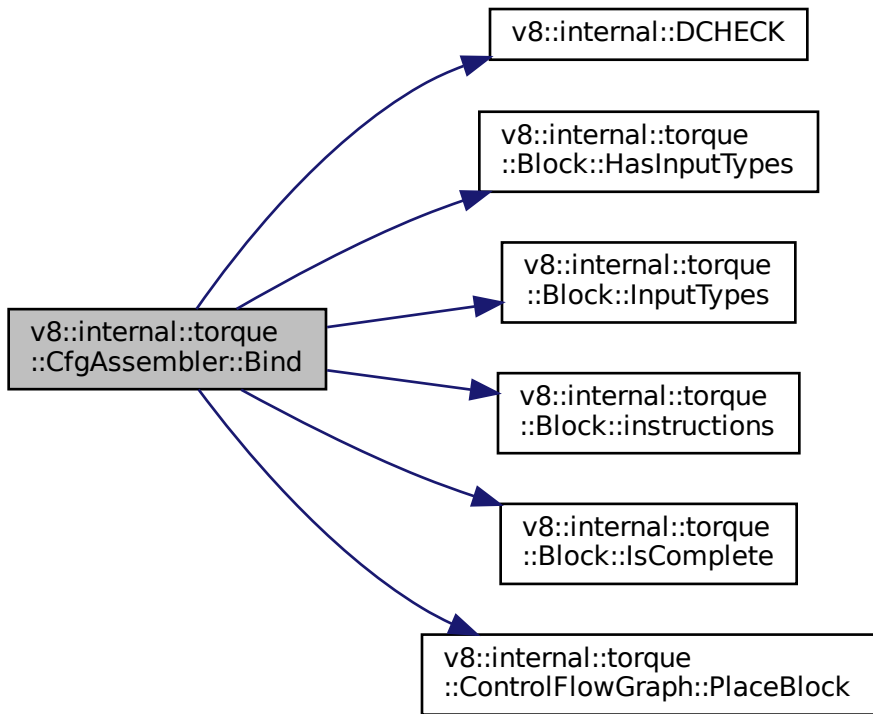 v8::internal::DCHECK
v8::internal::torque
::Block::HasInputTypes
v8::internal::torque
::Block::InputTypes
v8::internal::torque
::CfgAssembler::Bind
v8::internal::torque
::Block::instructions
v8::internal::torque
::Block::IsComplete
v8::internal::torque
::ControlFlowGraph::PlaceBlock